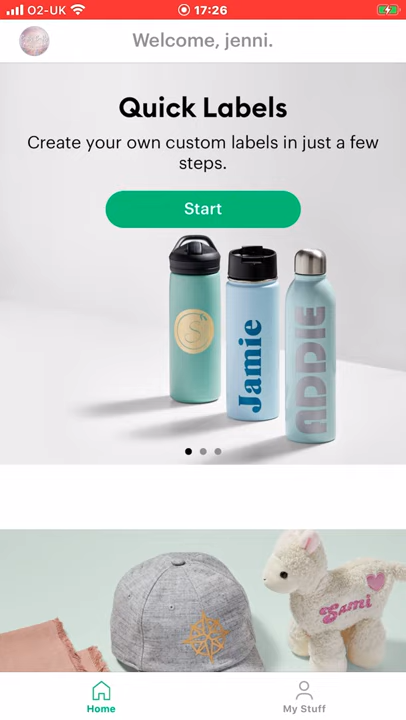 O2-UK 17:26
Welcome, jenni.
Quick Labels
Create your own custom labels in just a few
steps.
Start
S
Jamie
ADDIE
Sami
Home
My Stuff